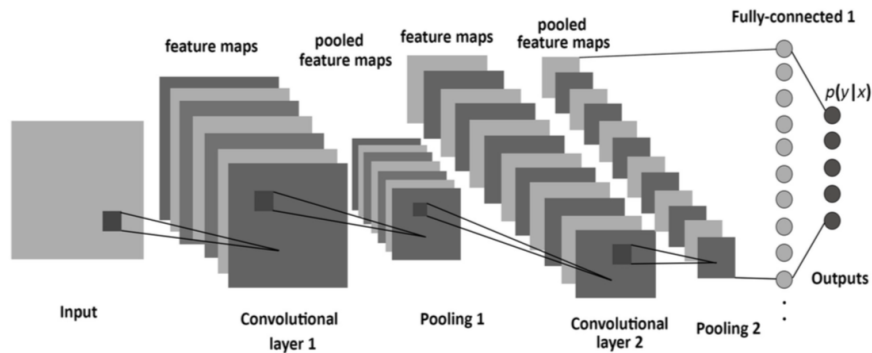 Fully-connected 1
feature maps
pooled
feature maps
feature maps
pooled
feature maps
p(y|x)
Input
Convolutional
layer 1
Pooling 1
Convolutional
layer 2
Pooling 2
Outputs